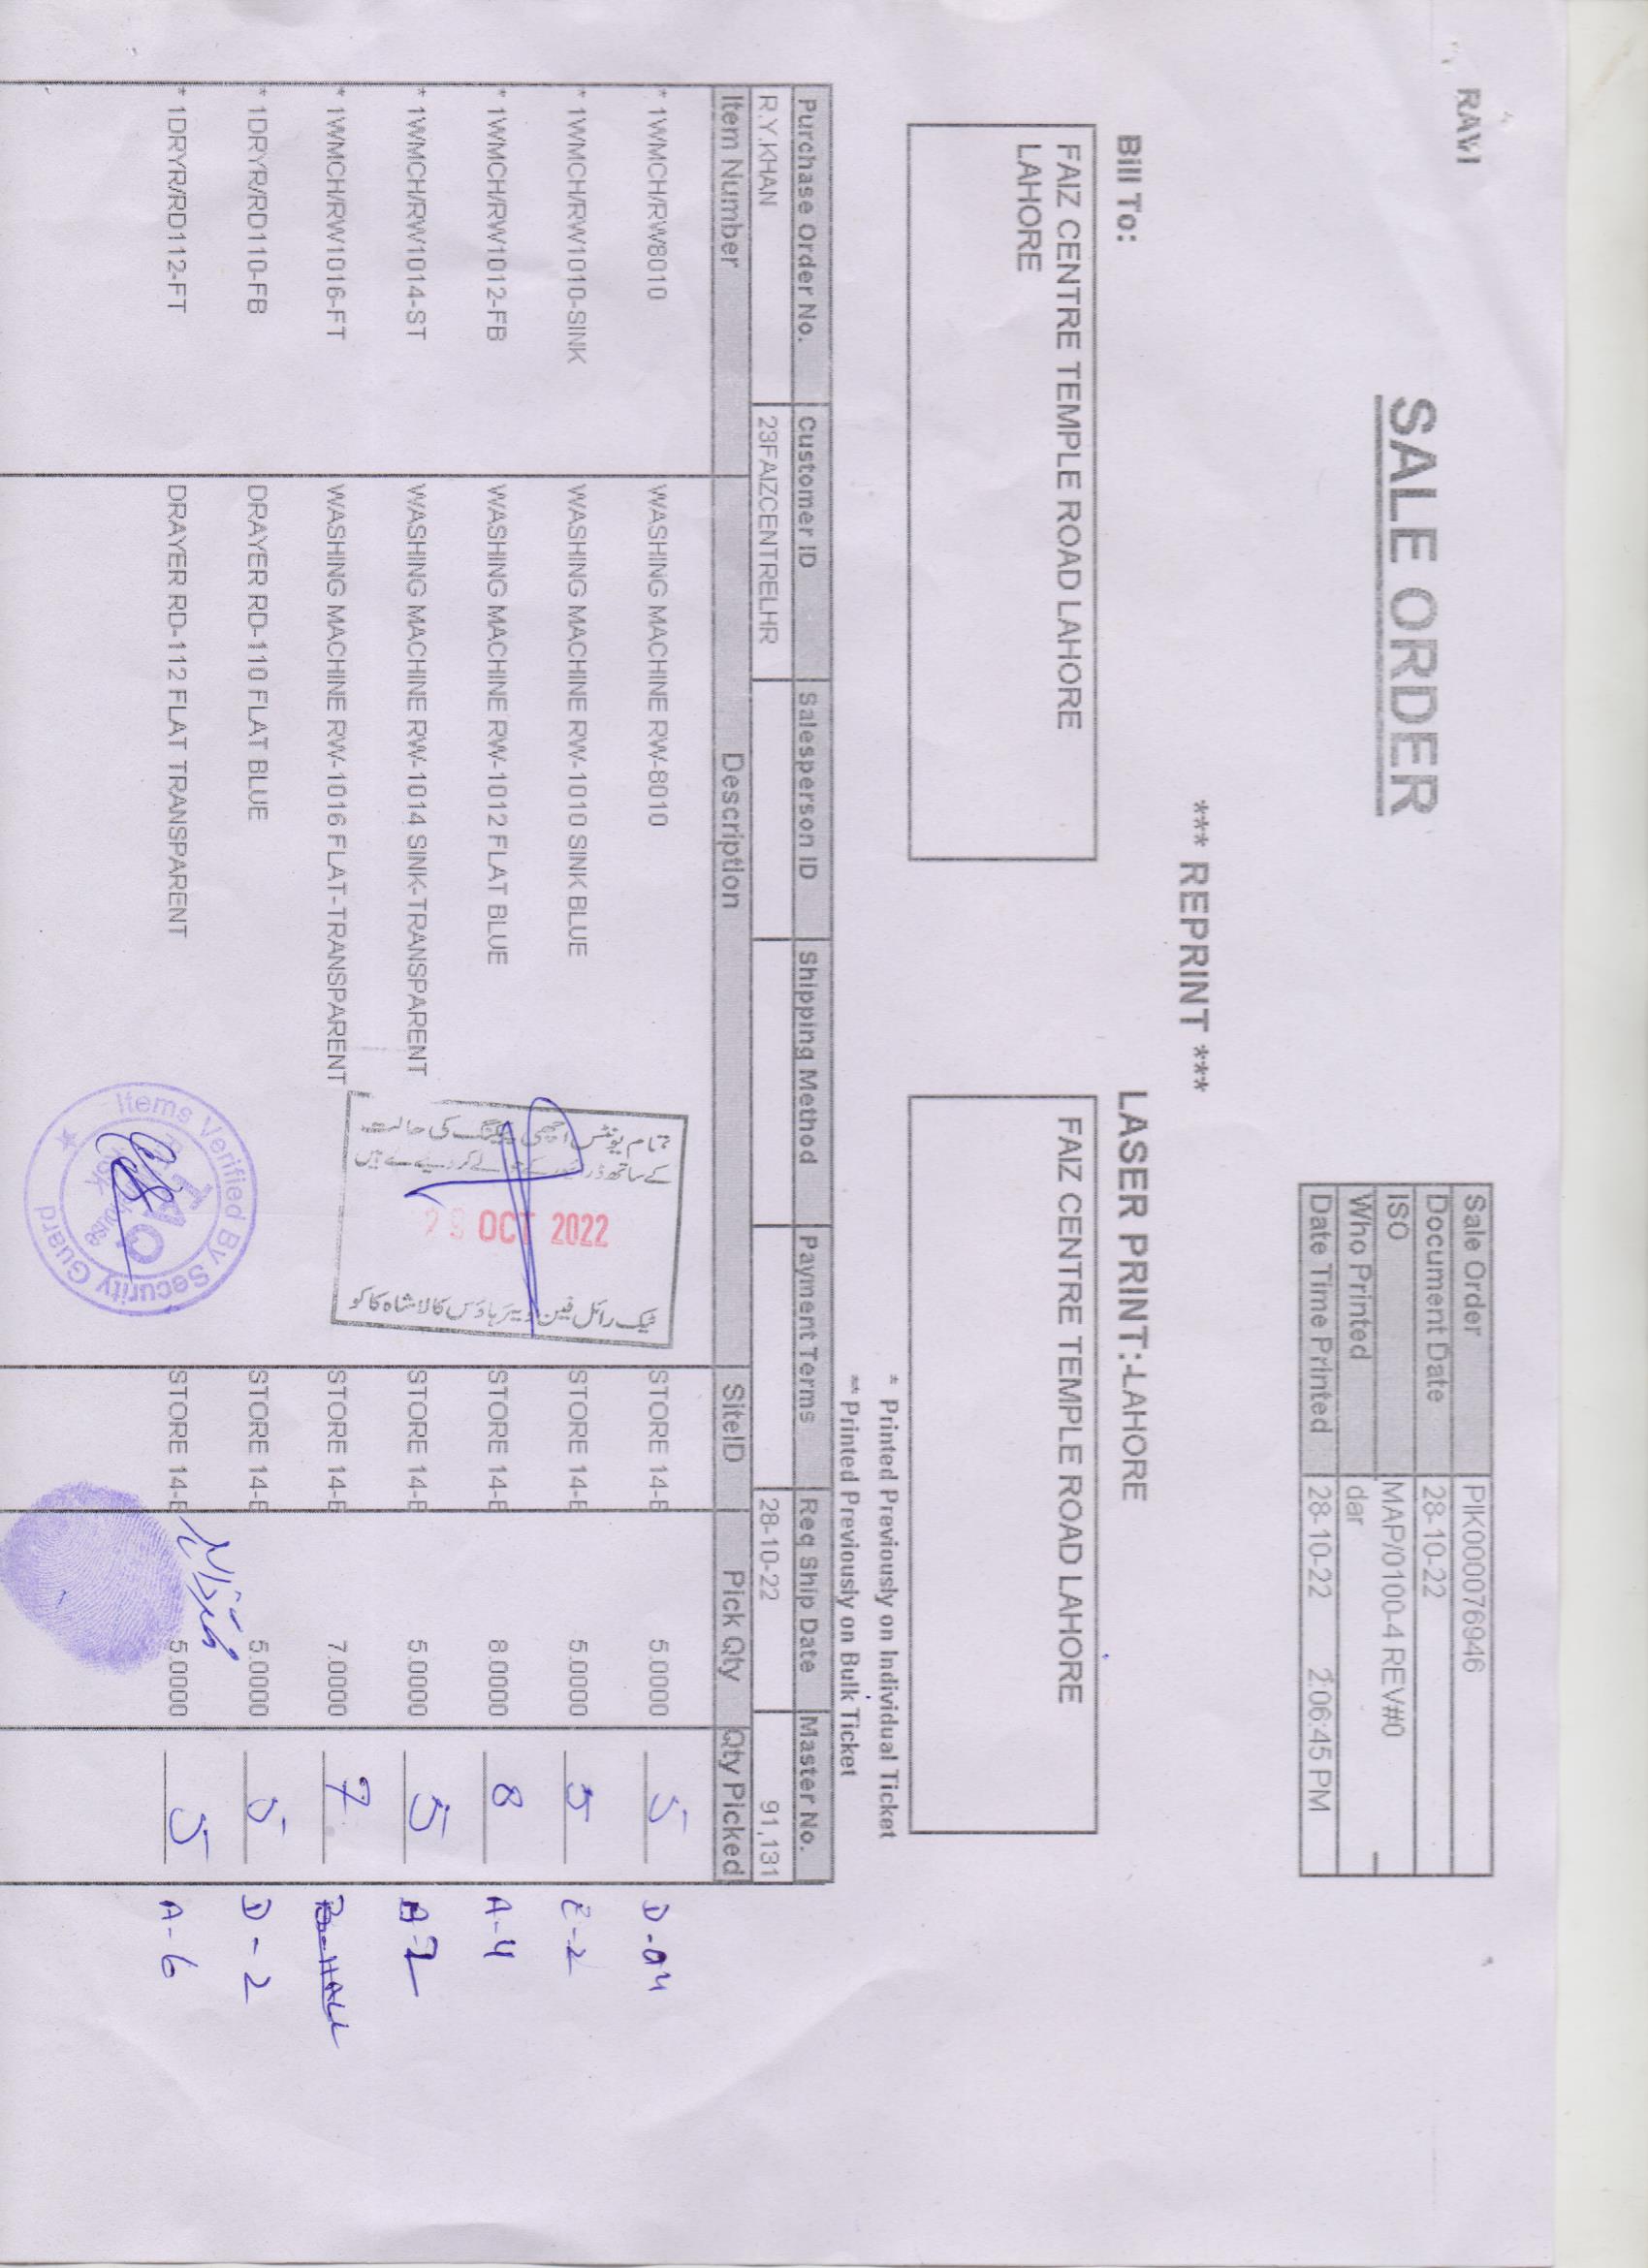 RAVI
SALE ORDER
Sale Order PIK000076946
Document Date 28-10-22
ISO MAP/0100-4 REV#0
Who Printed dar
Date Time Printed 28-10-22 2:06:45 PM
*** REPRINT ***
Bill To:
LASER PRINT:-LAHORE
FAIZ CENTRE TEMPLE ROAD LAHORE
LAHORE
FAIZ CENTRE TEMPLE ROAD LAHORE
* Printed Previously on Individual Ticket
** Printed Previously on Bulk Ticket
Purchase Order No. Customer ID Salesperson ID Shipping Method Payment Terms Req Ship Date Master No.
R.Y.KHAN 23FAIZCENTRELHR 28-10-22 91,131
Item Number Description SiteID Pick Qty Qty Picked
* 1WMCH/RW8010 WASHING MACHINE RW-8010 STORE 14-E 5.0000 5 D-04
* 1WMCH/RW1010-SINK WASHING MACHINE RW-1010 SINK BLUE STORE 14-E 5.0000 5 E-2
* 1WMCH/RW1012-FB WASHING MACHINE RW-1012 FLAT BLUE STORE 14-E 8.0000 8 A-4
* 1WMCH/RW1014-ST WASHING MACHINE RW-1014 SINK-TRANSPARENT STORE 14-E 5.0000 5
* 1WMCH/RW1016-FT WASHING MACHINE RW-1016 FLAT-TRANSPARENT STORE 14-E 7.0000 7 B-HALL
* 1DRYR/RD110-FB DRAYER RD-110 FLAT BLUE STORE 14-E 5.0000 5 D-2
* 1DRYR/RD112-FT DRAYER RD-112 FLAT TRANSPARENT STORE 14-E 5.0000 5 A-6
OCT 2022
Items Verified By Security Guard
TAQ